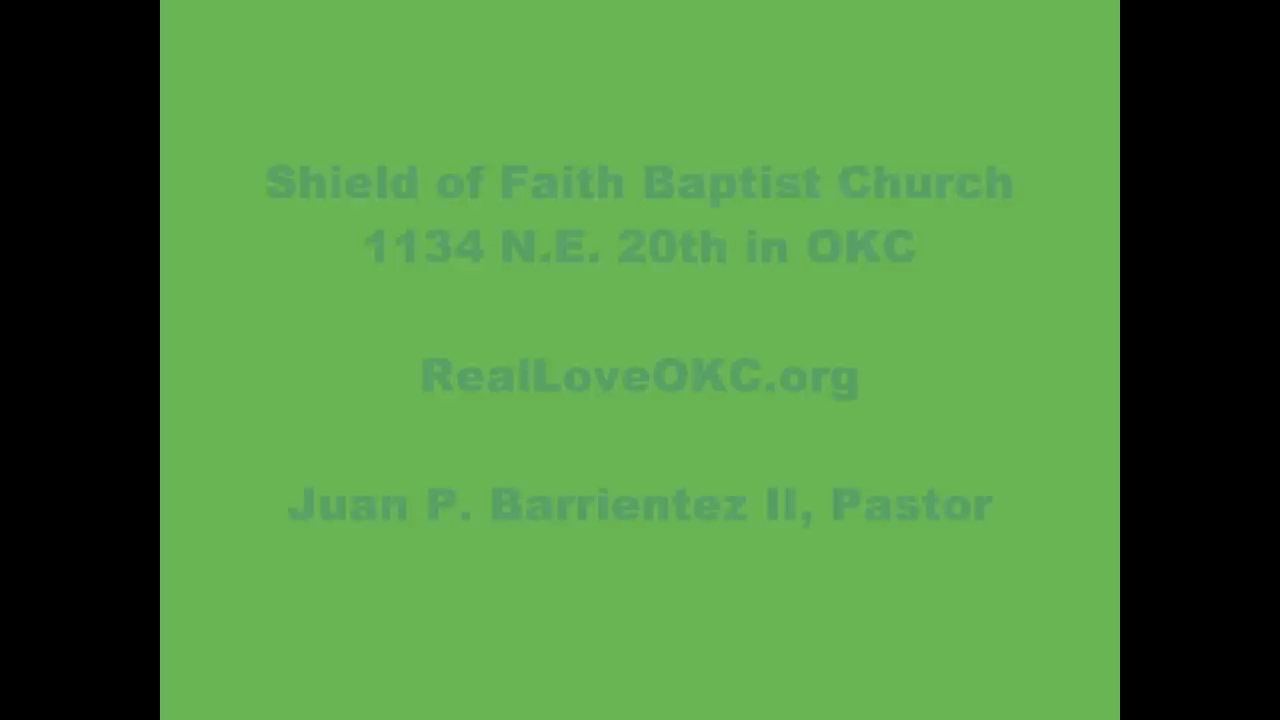 Shield of Faith Baptist Church
1134 N.E. 20th in OKC
RealLoveOKC.org
Juan P. Barrientez II, Pastor